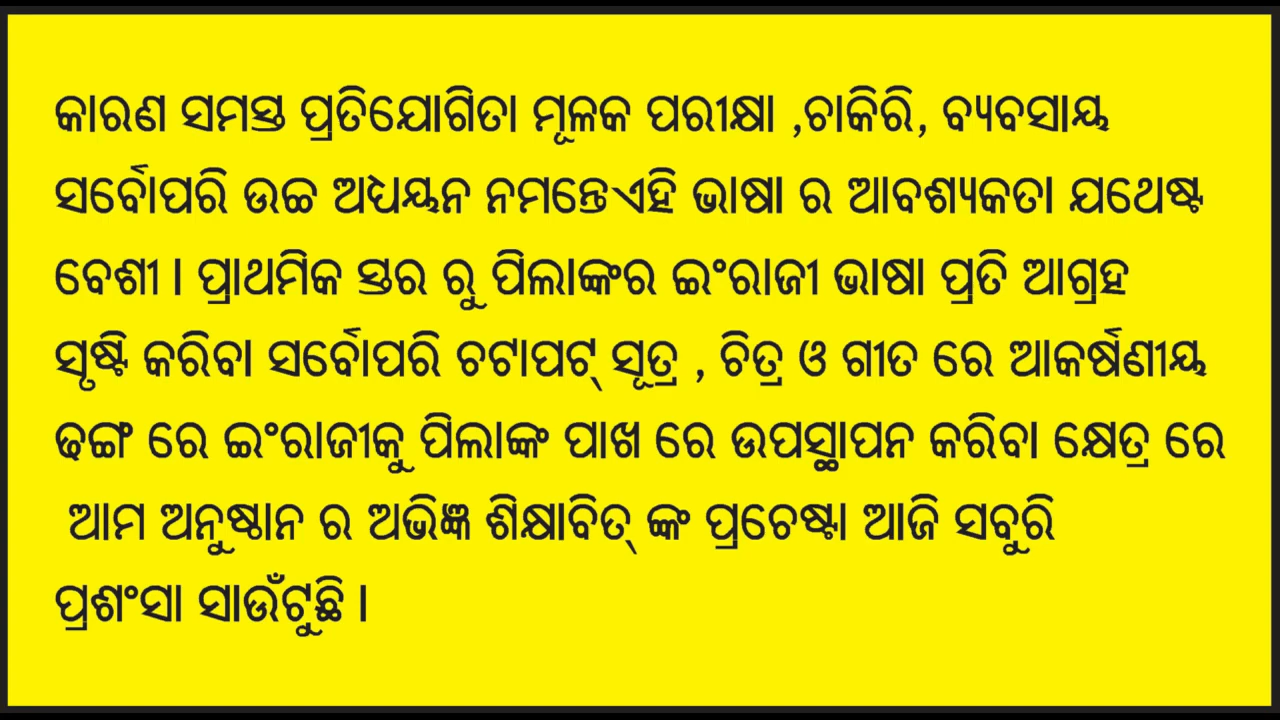 କାରଣ ସମସ୍ତ ପ୍ରତିଯୋଗିତା ମୂଳକ ପରୀକ୍ଷା ,ଚାକିରି, ବ୍ୟବସାୟ
ସର୍ବୋପରି ଉଚ୍ଚ ଅଧ୍ୟୟନ ନମନ୍ତେଏହି ଭାଷା ର ଆବଶ୍ୟକତା ଯଥେଷ୍ଟ
ବେଶୀ । ପ୍ରାଥମିକ ସ୍ତର ରୁ ପିଲାଙ୍କର ଇଂରାଜୀ ଭାଷା ପ୍ରତି ଆଗ୍ରହ
ସୃଷ୍ଟି କରିବା ସର୍ବୋପରି ଚଟାପଟ୍ ସୂତ୍ର , ଚିତ୍ର ଓ ଗୀତ ରେ ଆକର୍ଷଣୀୟ
ଢଙ୍ଗ ରେ ଇଂରାଜୀକୁ ପିଲାଙ୍କ ପାଖ ରେ ଉପସ୍ଥାପନ କରିବା କ୍ଷେତ୍ର ରେ
ଆମ ଅନୁଷ୍ଠାନ ର ଅଭିଜ୍ଞ ଶିକ୍ଷାବିତ୍ ଙ୍କ ପ୍ରଚେଷ୍ଟା ଆଜି ସବୁରି
ପ୍ରଶଂସା ସାଉଁଟୁଛି ।